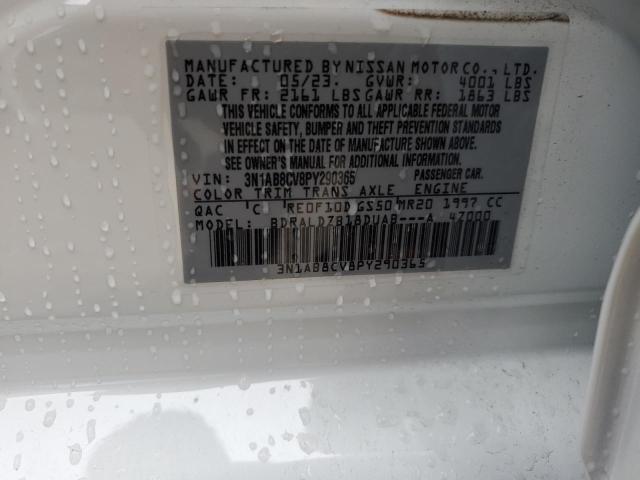 MANUFACTURED BY NISSAN MOTOR CO., LTD.
DATE: 05/23 GVWR: 4001 LBS
GAWR FR: 2161 LBS GAWR RR: 1863 LBS
THIS VEHICLE CONFORMS TO ALL APPLICABLE FEDERAL MOTOR
VEHICLE SAFETY, BUMPER AND THEFT PREVENTION STANDARDS
IN EFFECT ON THE DATE OF MANUFACTURE SHOWN ABOVE.
SEE OWNER'S MANUAL FOR ADDITIONAL INFORMATION.
VIN: 3N1AB8CV8PY290365 PASSENGER CAR.
COLOR TRIM TRANS AXLE ENGINE
QAC C RE0F10D GS50 MR20 1997 CC
MODEL: BDRALDZB18DUAB---A 47000
3N1AB8CV8PY290365